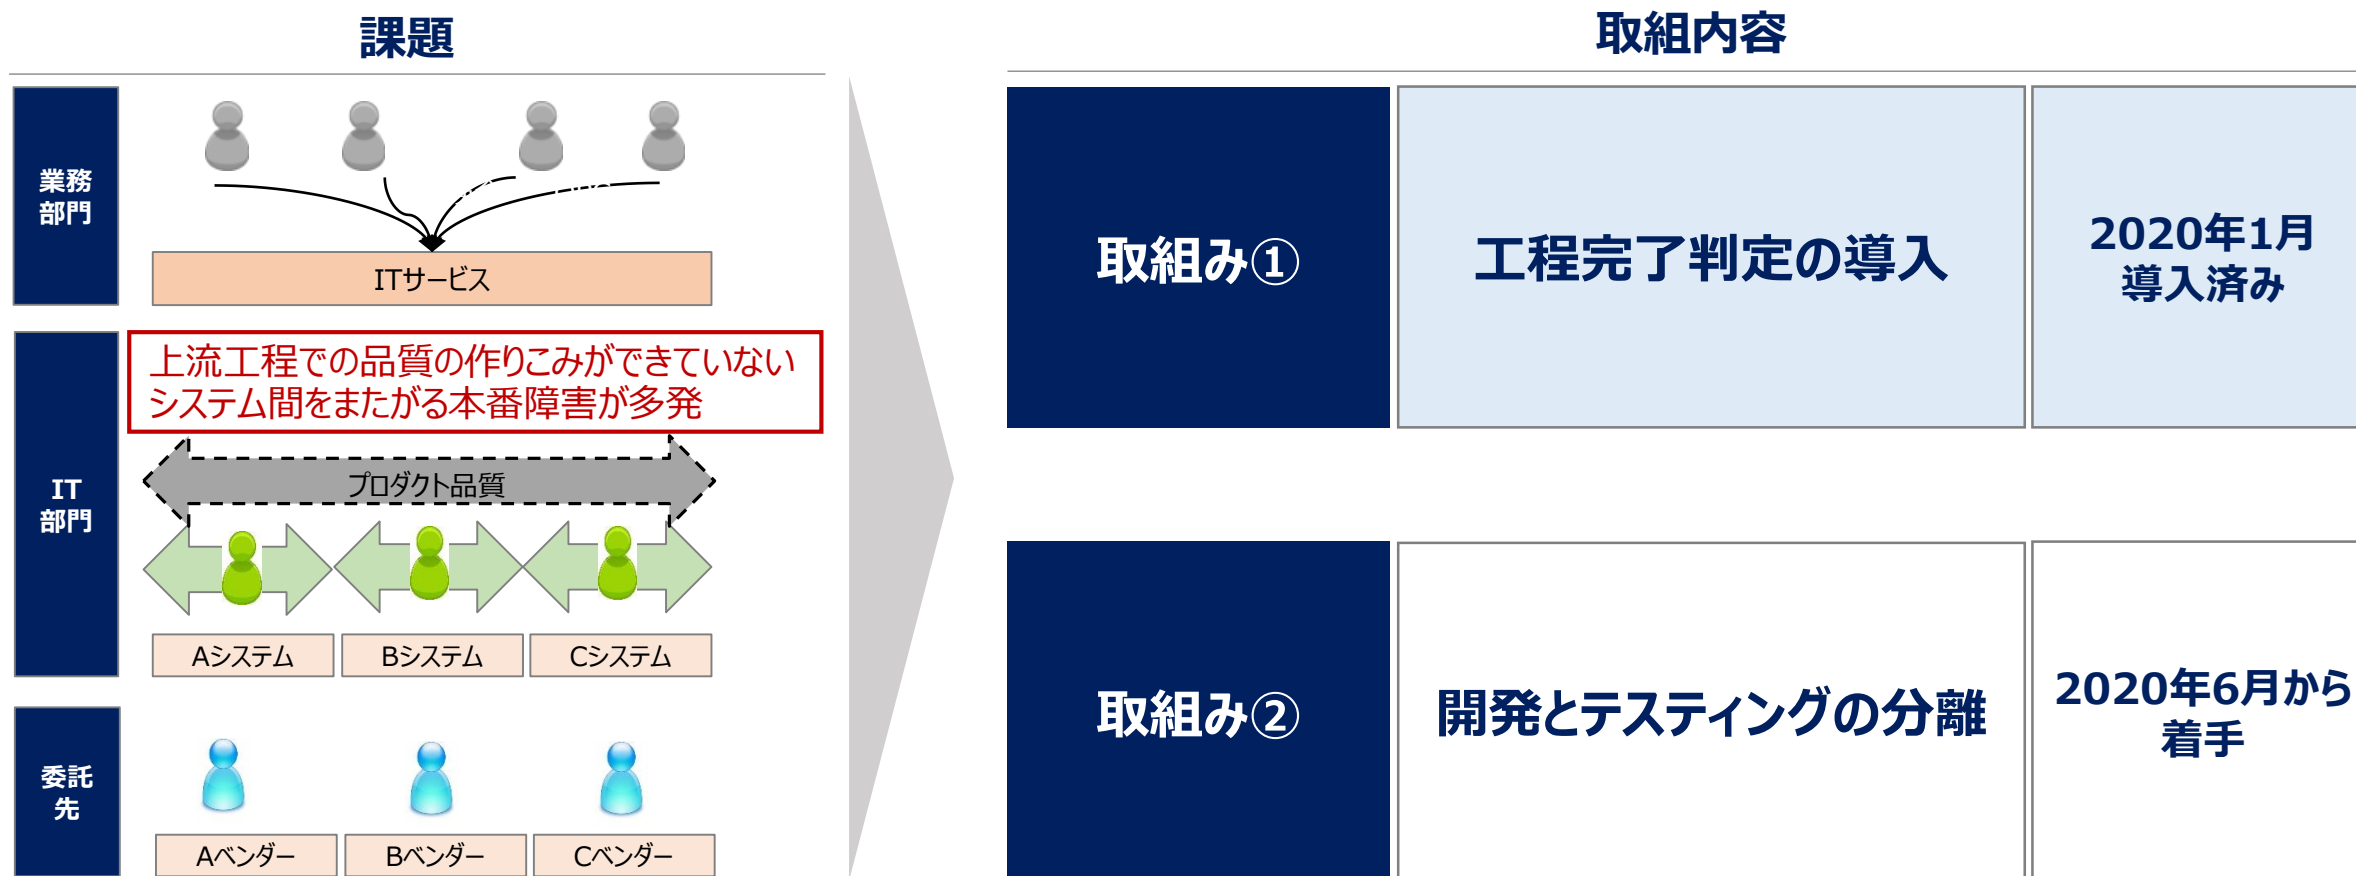 課題
業務
部門
ITサービス
IT
部門
上流工程での品質の作りこみができていない
システム間をまたがる本番障害が多発
プロダクト品質
Aシステム
Bシステム
Cシステム
委託
先
Aベンダー
Bベンダー
Cベンダー
取組内容
取組み①
工程完了判定の導入
2020年1月
導入済み
取組み②
開発とテスティングの分離
2020年6月から
着手